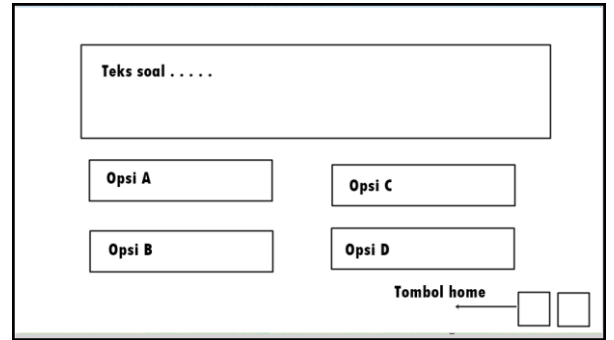 Teks soal . . . . .
Opsi A
Opsi C
Opsi B
Opsi D
Tombol home